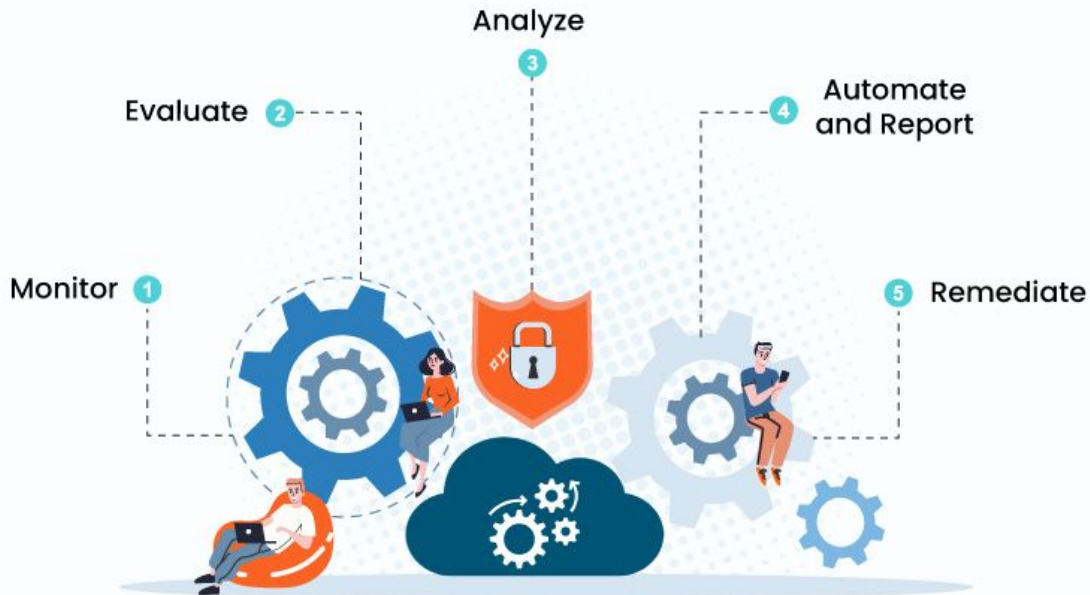 Monitor 1
Evaluate 2
Analyze
3
4 Automate
and Report
5 Remediate